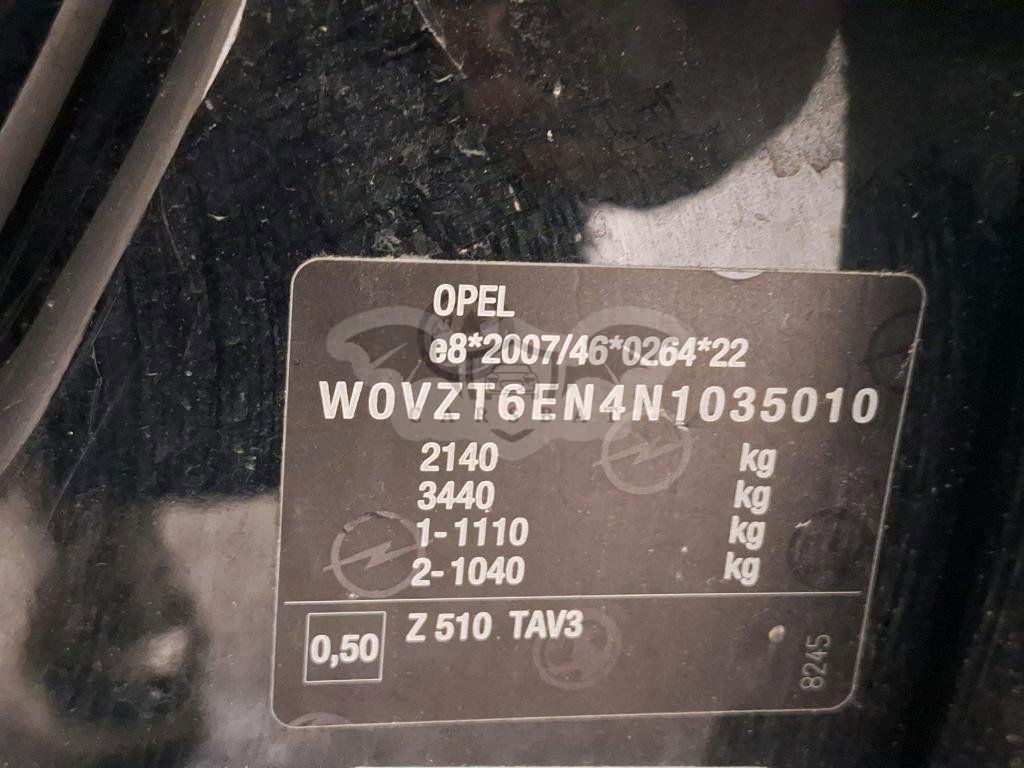 OPEL
e8*2007/46*0264*22
W0VZT6EN4N1035010
2140 kg
3440 kg
1-1110 kg
2-1040 kg
0,50 Z 510 TAV3
8245